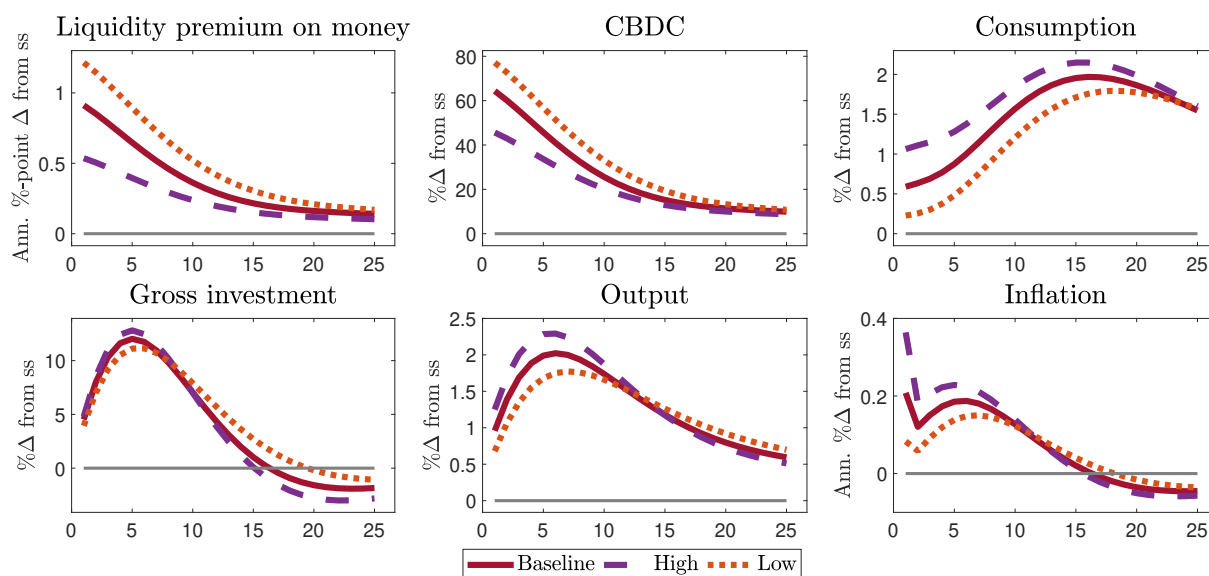 Liquidity premium on money
CBDC
Consumption
Ann. %-point Δ from ss
1
0.5
0
0 5 10 15 20 25
%Δ from ss
80
60
40
20
0
0 5 10 15 20 25
%Δ from ss
2
1.5
1
0.5
0
0 5 10 15 20 25
Gross investment
Output
Inflation
%Δ from ss
10
5
0
0 5 10 15 20 25
%Δ from ss
2.5
2
1.5
1
0.5
0
0 5 10 15 20 25
Ann. %Δ from ss
0.4
0.2
0
0 5 10 15 20 25
Baseline High Low